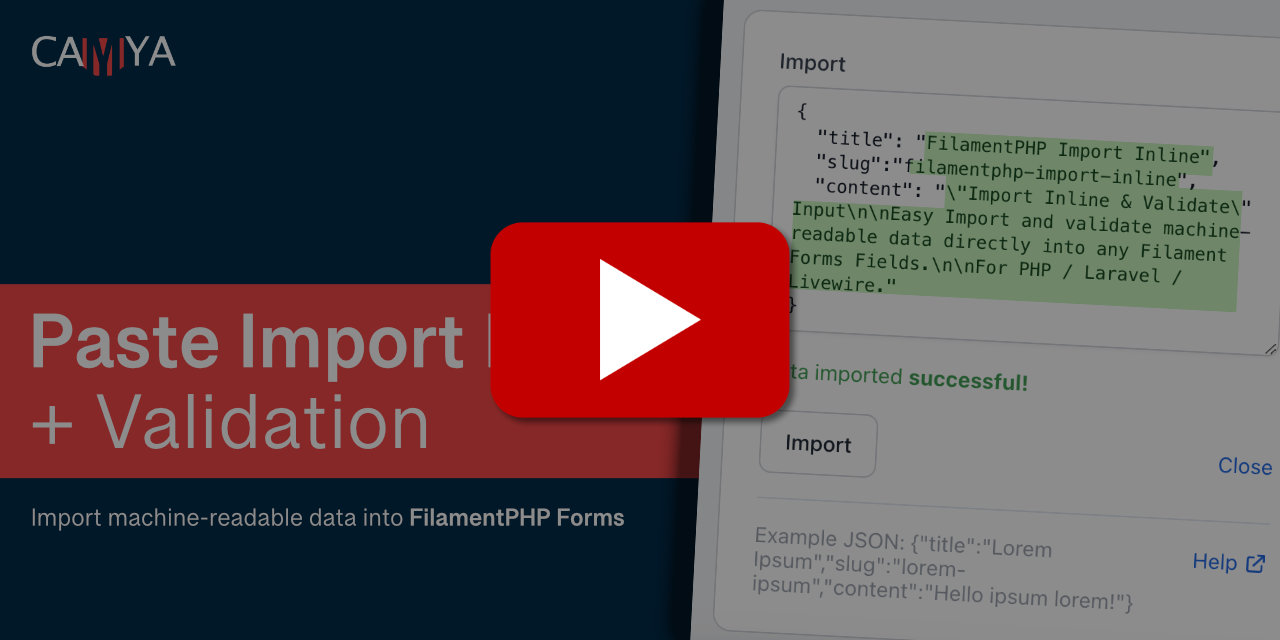 CAMYA
Paste Import
+ Validation
Import machine-readable data into FilamentPHP Forms
Import
{
"title": "FilamentPHP Import Inline",
"slug":"filamentphp-import-inline",
"content": "\"Import Inline & Validate\"
Input\n\nEasy Import and validate machine-
readable data directly into any Filament
Forms Fields.\n\nFor PHP / Laravel /
Livewire."
}
imported successful!
Import
Close
Example JSON: {"title":"Lorem
Ipsum","slug":"lorem-
ipsum","content":"Hello ipsum lorem!"}
Help